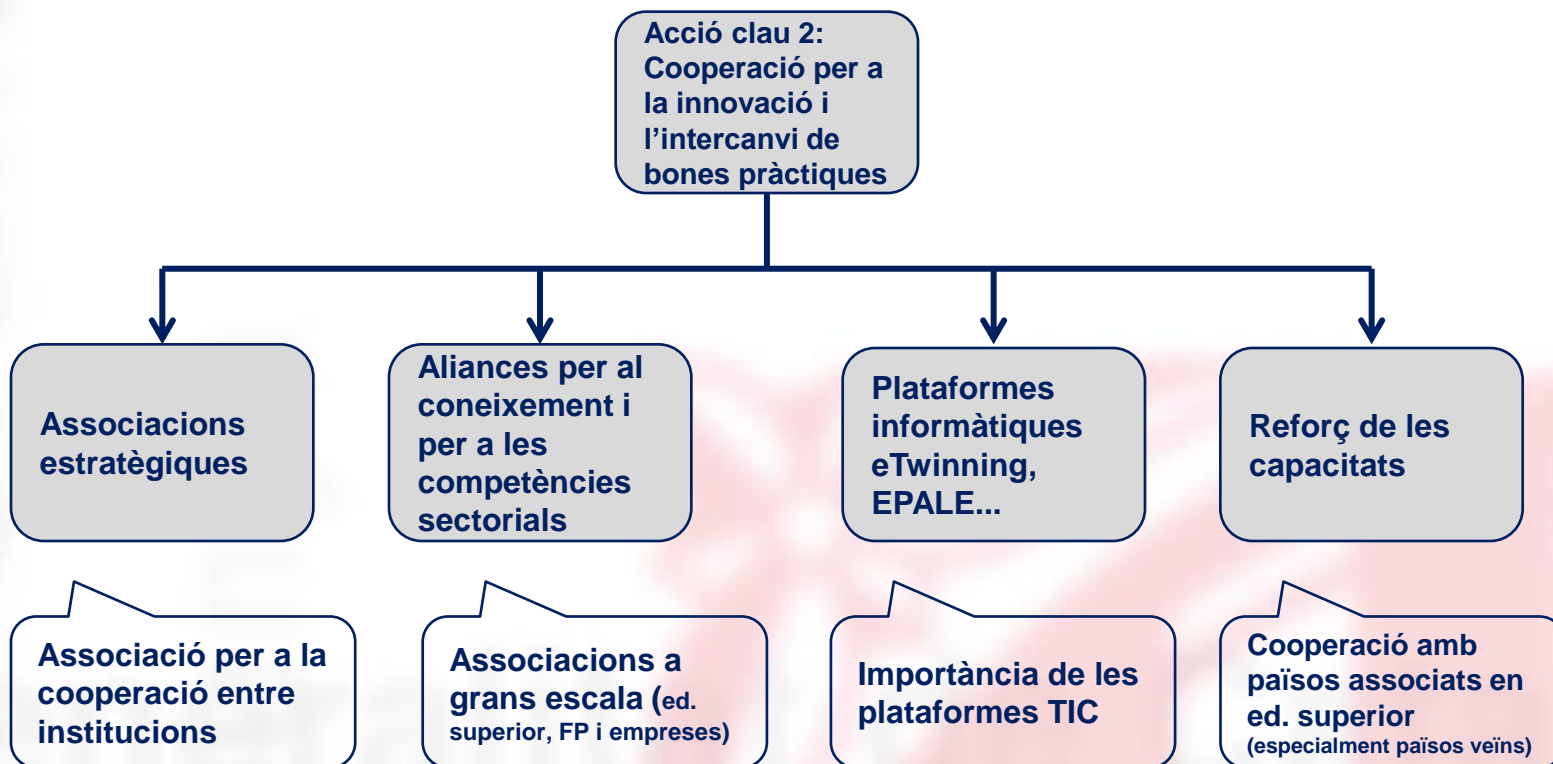 Acció clau 2:
Cooperació per a
la innovació i
l’intercanvi de
bones pràctiques
Associacions
estratègiques
Aliances per al
coneixement i
per a les
competències
sectorials
Plataformes
informàtiques
eTwinning,
EPALE...
Reforç de les
capacitats
Associació per a la
cooperació entre
institucions
Associacions a
grans escala (ed.
superior, FP i empreses)
Importància de les
plataformes TIC
Cooperació amb
països associats en
ed. superior
(especialment països veïns)